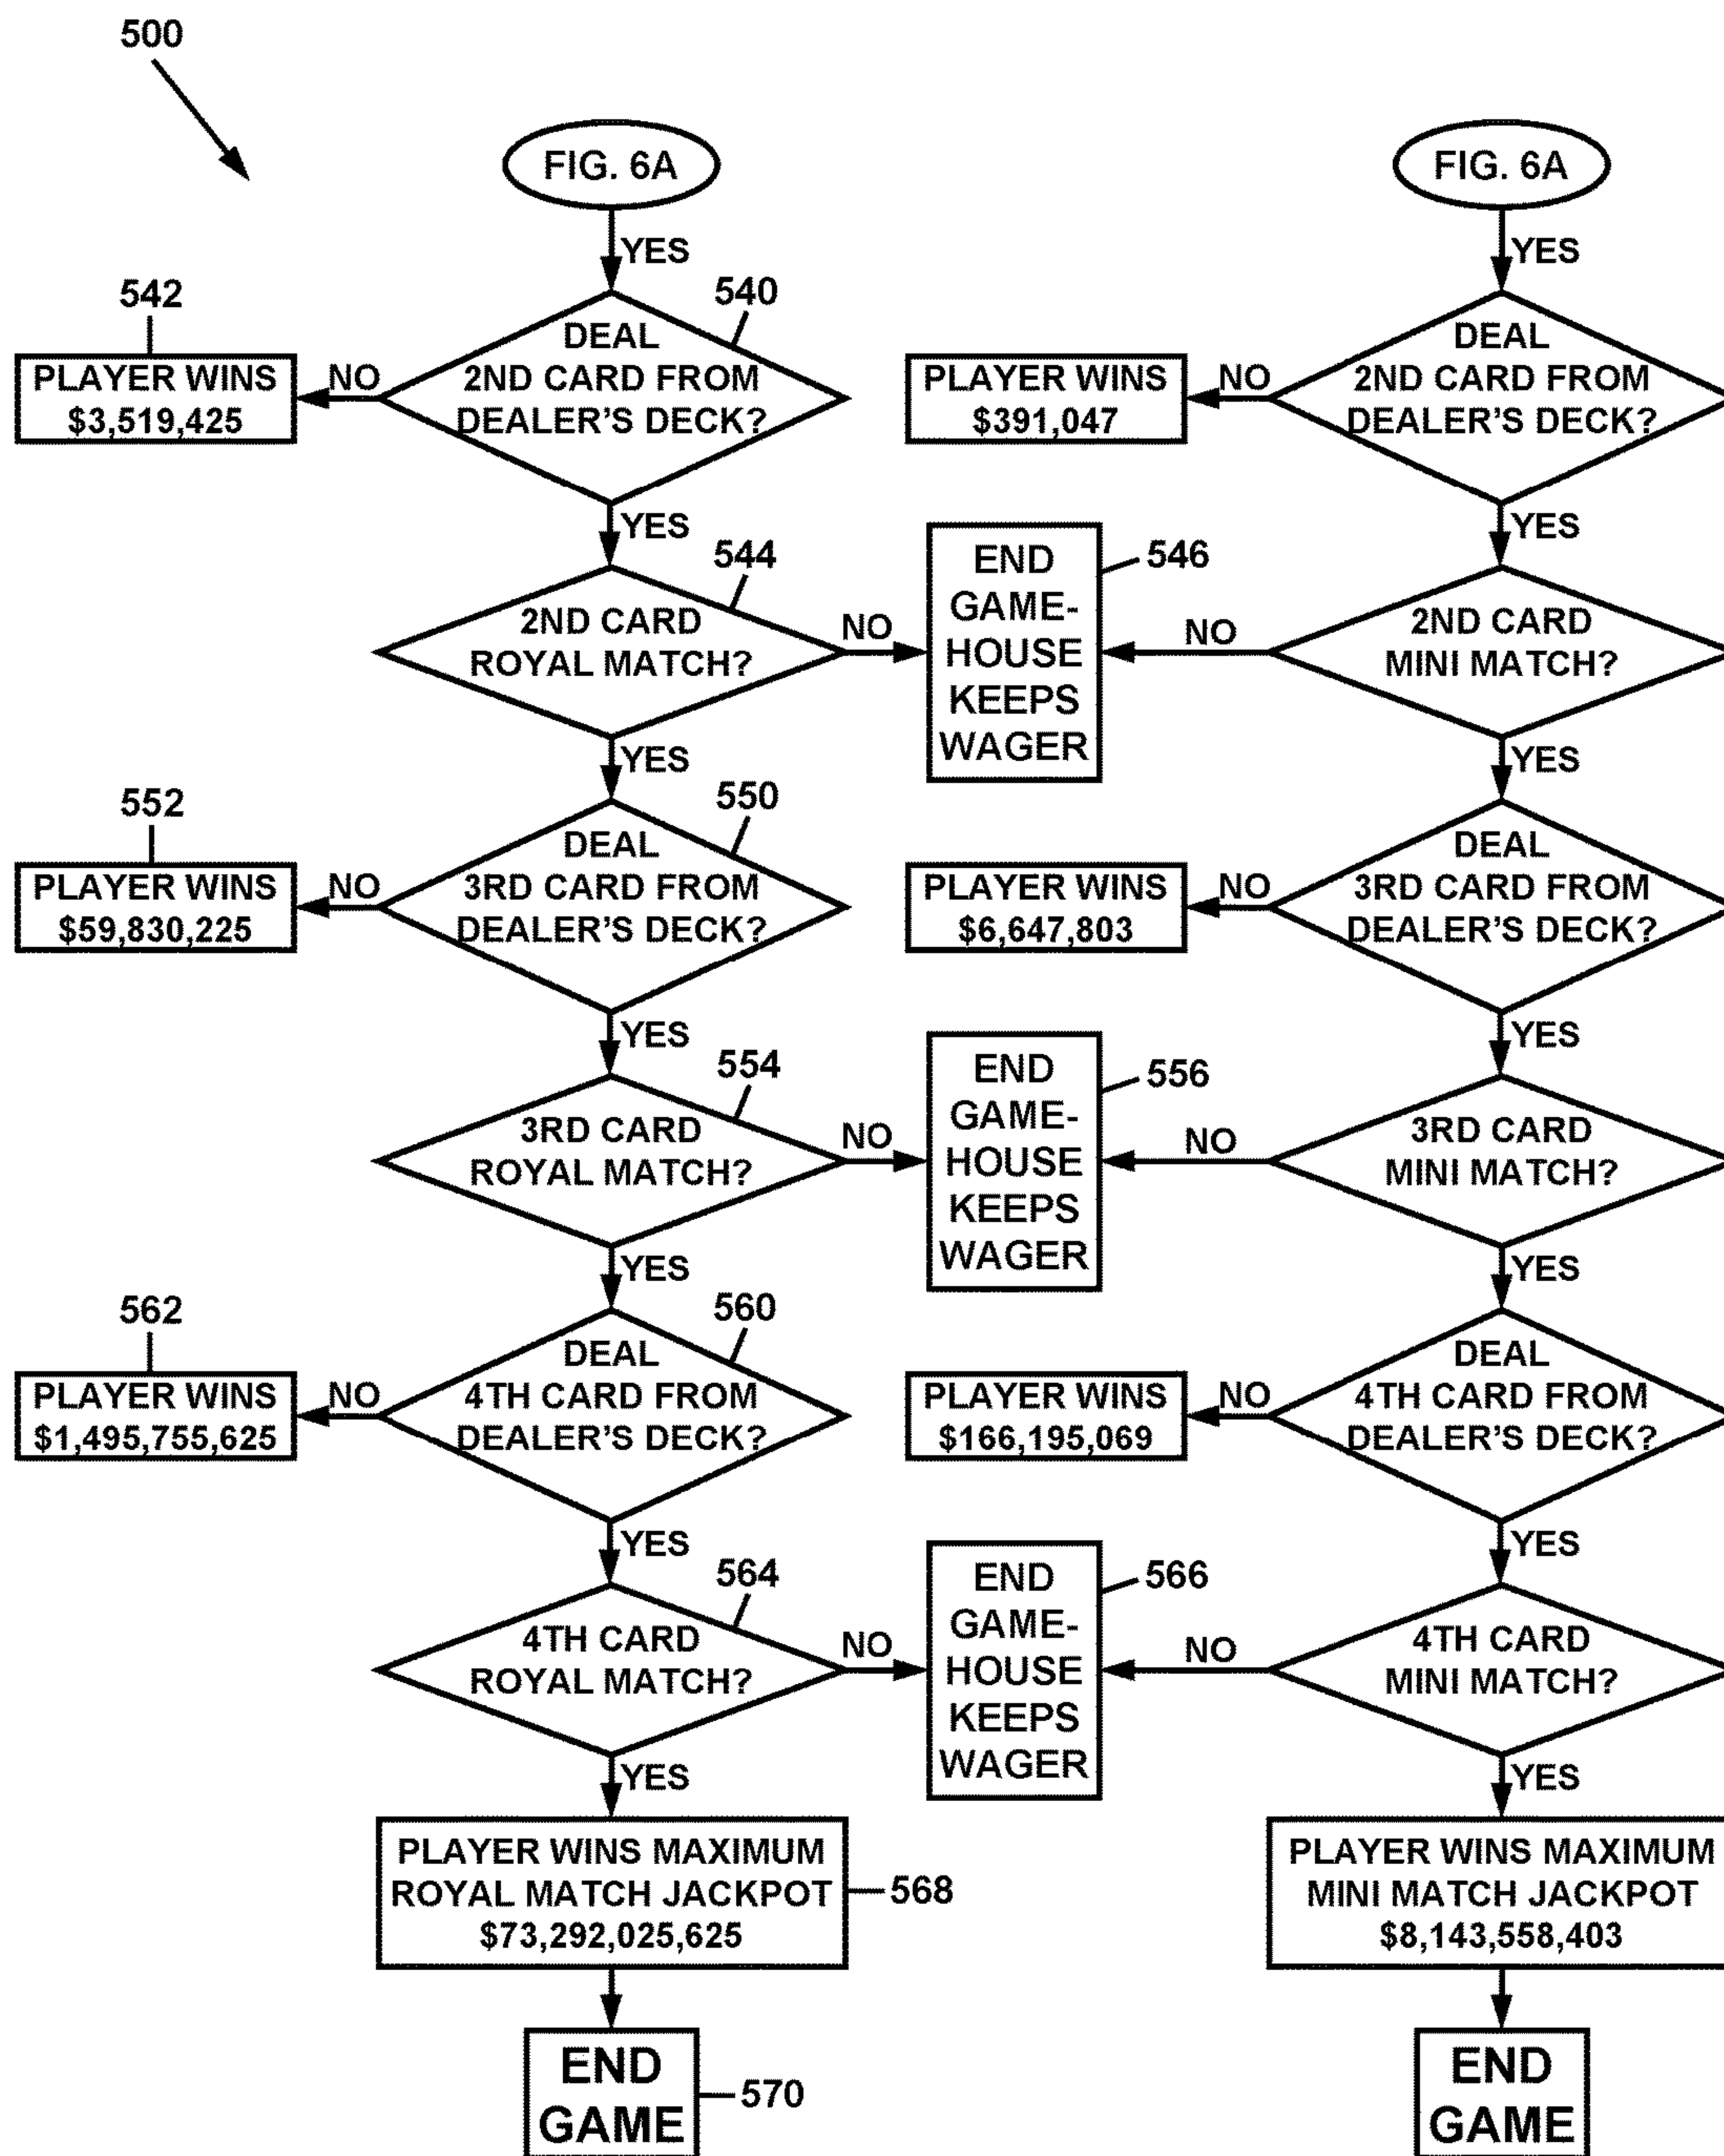 500
FIG. 6A
FIG. 6A
YES
YES
542
540
DEAL
2ND CARD FROM
DEALER'S DECK?
NO
PLAYER WINS
$3,519,425
DEAL
2ND CARD FROM
DEALER'S DECK?
NO
PLAYER WINS
$391,047
YES
YES
544
2ND CARD
ROYAL MATCH?
NO
END
GAME-
HOUSE
KEEPS
WAGER
546
NO
2ND CARD
MINI MATCH?
YES
YES
552
550
DEAL
3RD CARD FROM
DEALER'S DECK?
NO
PLAYER WINS
$59,830,225
DEAL
3RD CARD FROM
DEALER'S DECK?
NO
PLAYER WINS
$6,647,803
YES
YES
554
3RD CARD
ROYAL MATCH?
NO
END
GAME-
HOUSE
KEEPS
WAGER
556
NO
3RD CARD
MINI MATCH?
YES
YES
562
560
DEAL
4TH CARD FROM
DEALER'S DECK?
NO
PLAYER WINS
$1,495,755,625
DEAL
4TH CARD FROM
DEALER'S DECK?
NO
PLAYER WINS
$166,195,069
YES
YES
564
4TH CARD
ROYAL MATCH?
NO
END
GAME-
HOUSE
KEEPS
WAGER
566
NO
4TH CARD
MINI MATCH?
YES
YES
PLAYER WINS MAXIMUM
ROYAL MATCH JACKPOT
$73,292,025,625
568
PLAYER WINS MAXIMUM
MINI MATCH JACKPOT
$8,143,558,403
END
GAME
570
END
GAME